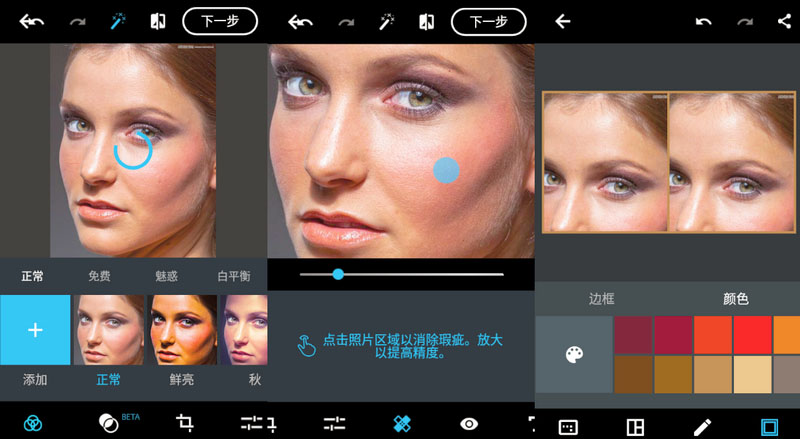 下一步
正常 免费 魅惑 白平衡
添加 正常 鲜亮 秋
BETA
下一步
点击照片区域以消除瑕疵。放大
以提高精度。
边框 颜色